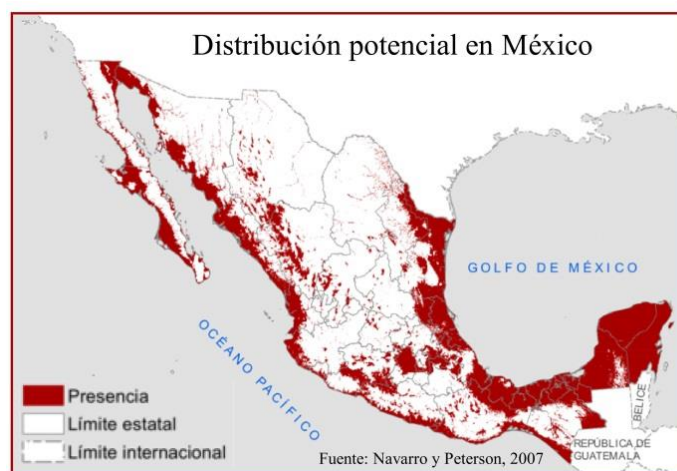 Distribución potencial en México
GOLFO DE MÉXICO
OCÉANO PACÍFICO
BELICE
Presencia
Límite estatal
Límite internacional
REPÚBLICA DE
GUATEMALA
Fuente: Navarro y Peterson, 2007